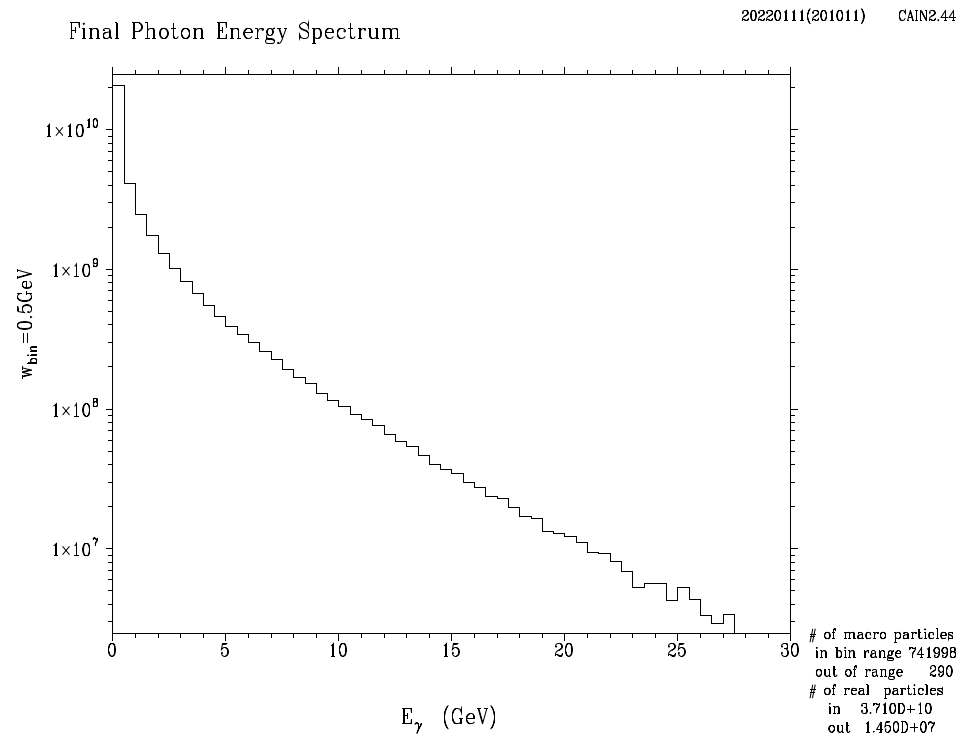 20220111(201011) CAIN2.44
Final Photon Energy Spectrum
1×10¹⁰
1×10⁹
1×10⁸
1×10⁷
w_bin=0.5GeV
0 5 10 15 20 25 30
E_γ (GeV)
# of macro particles
in bin range 741998
out of range 290
# of real particles
in 3.710D+10
out 1.450D+07